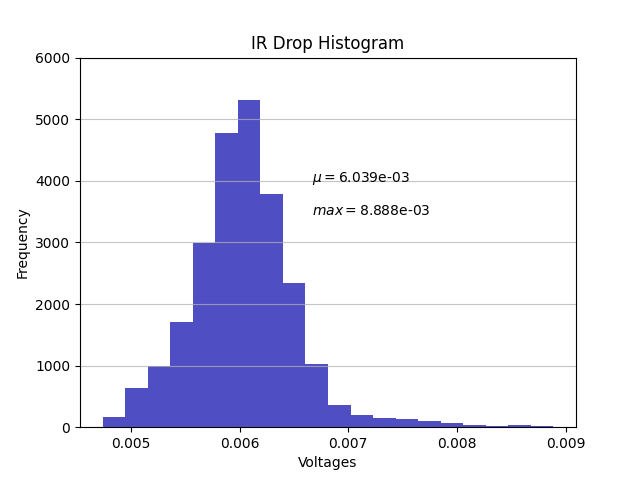 IR Drop Histogram
6000
5000
4000
3000
2000
1000
0
Frequency
μ = 6.039e-03
max = 8.888e-03
0.005 0.006 0.007 0.008 0.009
Voltages